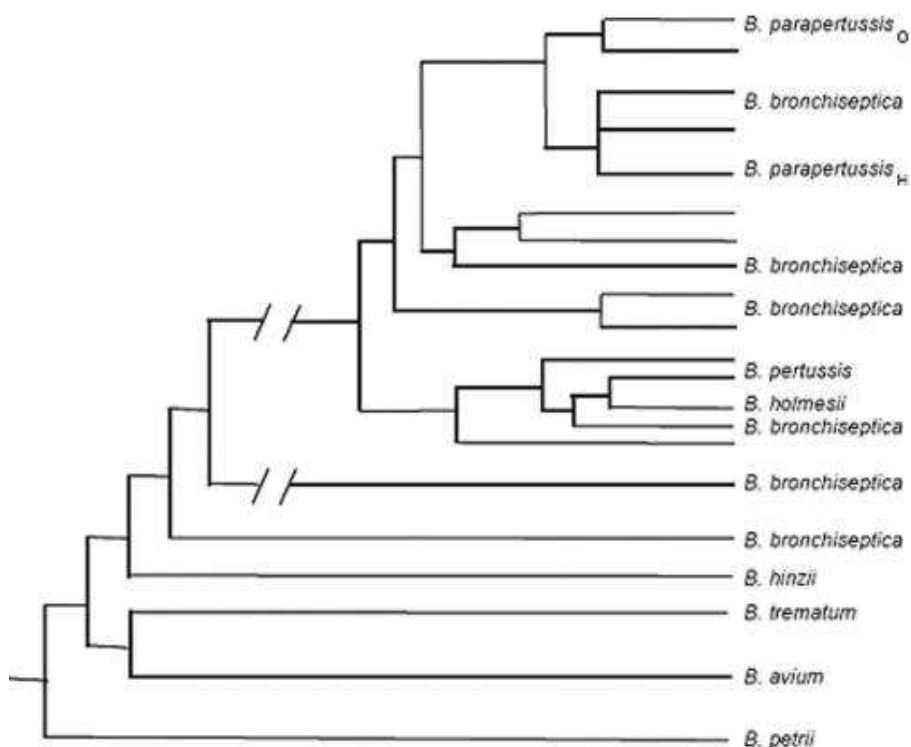 B. parapertussis O
B. bronchiseptica
B. parapertussis H
B. bronchiseptica
B. bronchiseptica
B. pertussis
B. holmesii
B. bronchiseptica
B. bronchiseptica
B. bronchiseptica
B. hinzii
B. trematum
B. avium
B. petrii